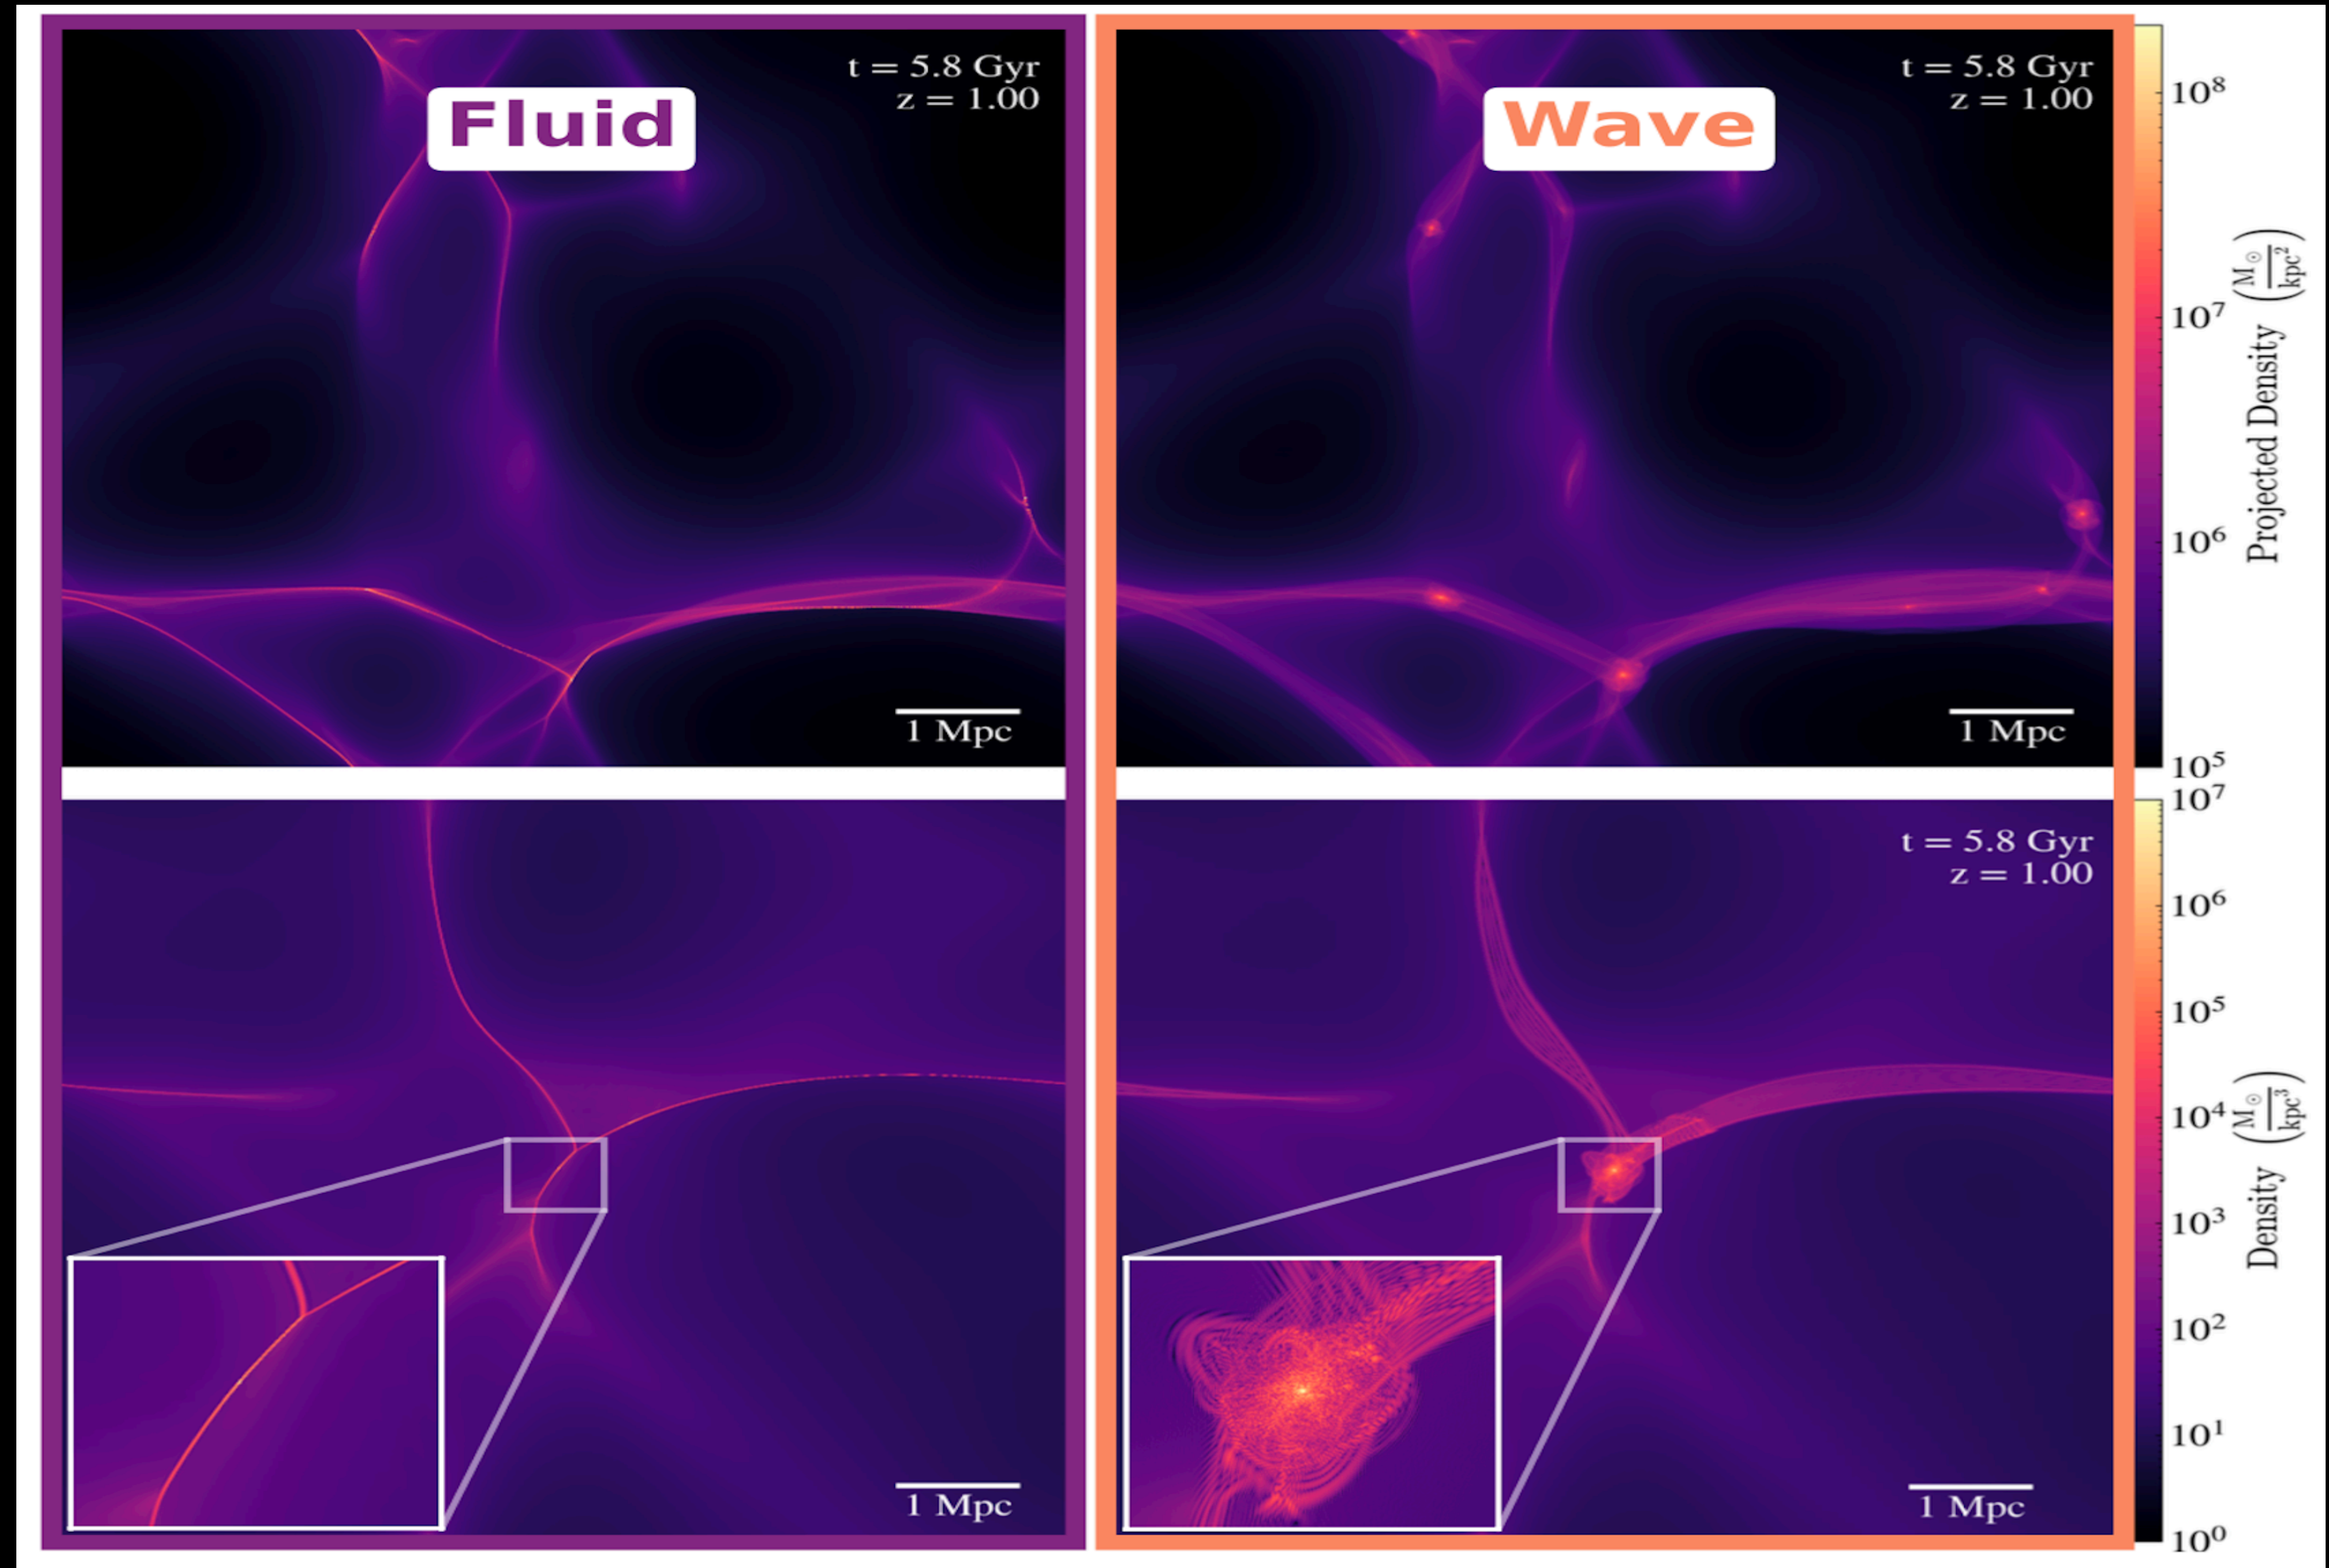 Fluid
t = 5.8 Gyr
z = 1.00
1 Mpc
Wave
t = 5.8 Gyr
z = 1.00
1 Mpc
10⁸
10⁷
10⁶
10⁵
Projected Density (M⊙/kpc²)
1 Mpc
t = 5.8 Gyr
z = 1.00
1 Mpc
10⁷
10⁶
10⁵
10⁴
10³
10²
10¹
10⁰
Density (M⊙/kpc³)